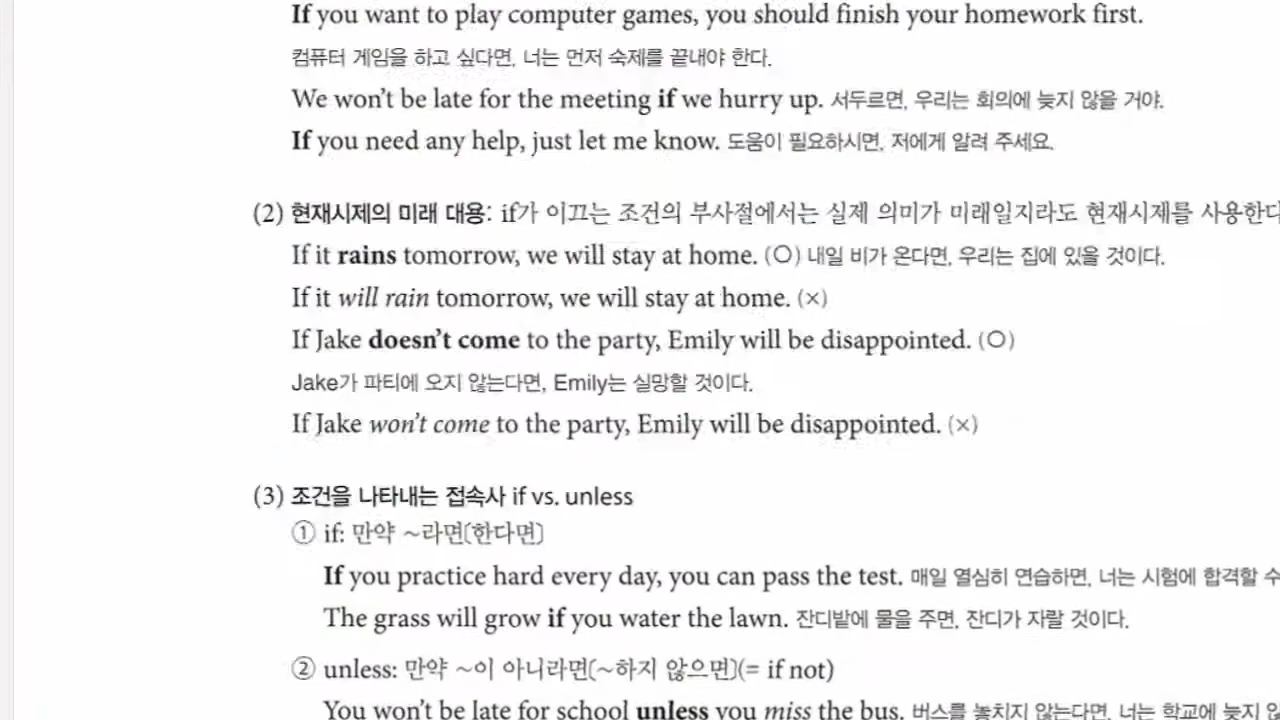 If you want to play computer games, you should finish your homework first.
컴퓨터 게임을 하고 싶다면, 너는 먼저 숙제를 끝내야 한다.
We won't be late for the meeting if we hurry up. 서두르면, 우리는 회의에 늦지 않을 거야.
If you need any help, just let me know. 도움이 필요하시면, 저에게 알려 주세요.
(2) 현재시제의 미래 대용: if가 이끄는 조건의 부사절에서는 실제 의미가 미래일지라도 현재시제를 사용한다
If it rains tomorrow, we will stay at home. (○) 내일 비가 온다면, 우리는 집에 있을 것이다.
If it will rain tomorrow, we will stay at home. (×)
If Jake doesn't come to the party, Emily will be disappointed. (○)
Jake가 파티에 오지 않는다면, Emily는 실망할 것이다.
If Jake won't come to the party, Emily will be disappointed. (×)
(3) 조건을 나타내는 접속사 if vs. unless
① if: 만약 ~라면[한다면]
If you practice hard every day, you can pass the test. 매일 열심히 연습하면, 너는 시험에 합격할 수
The grass will grow if you water the lawn. 잔디밭에 물을 주면, 잔디가 자랄 것이다.
② unless: 만약 ~이 아니라면[~하지 않으면](= if not)
You won't be late for school unless you miss the bus. 버스를 놓치지 않는다면, 너는 학교에 늦지